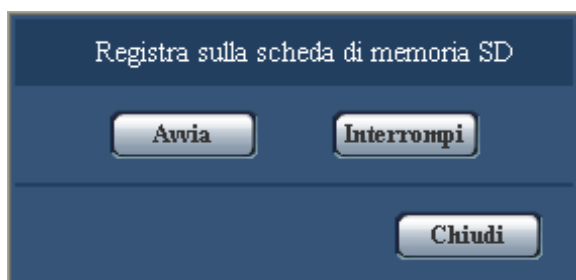 Registra sulla scheda di memoria SD
Avvia Interrompi
Chiudi